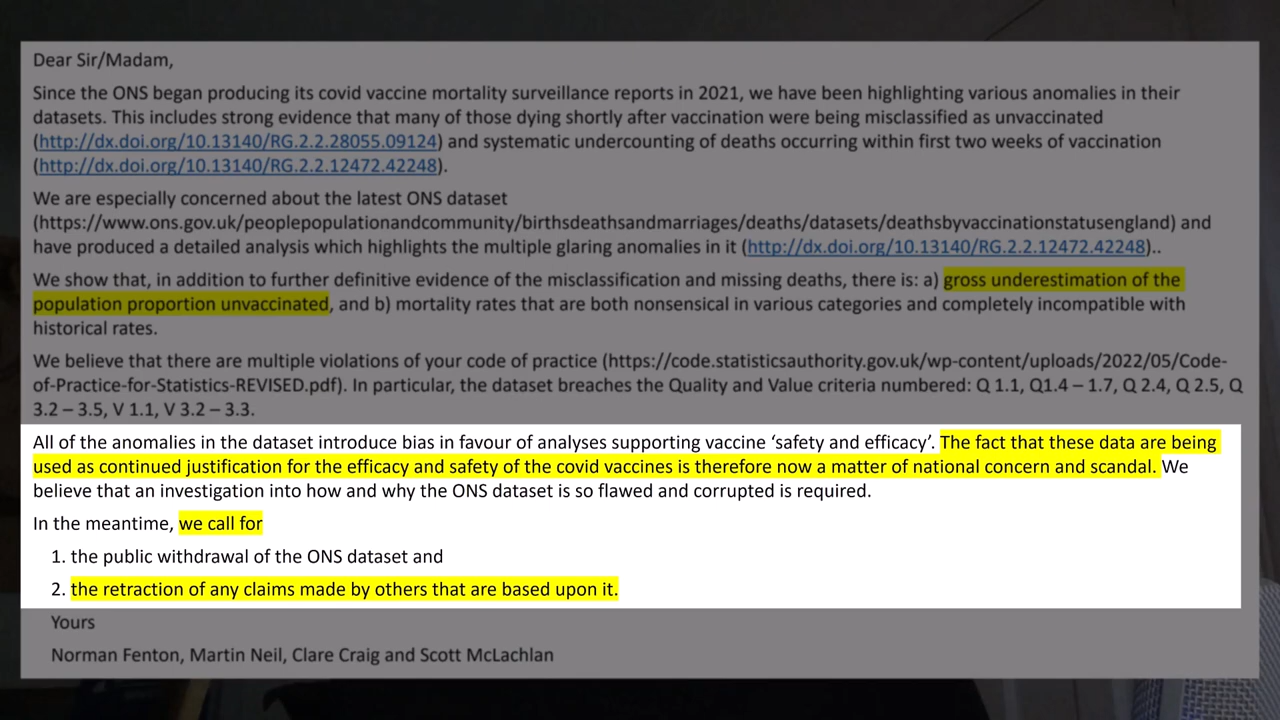 Dear Sir/Madam,
Since the ONS began producing its covid vaccine mortality surveillance reports in 2021, we have been highlighting various anomalies in their
datasets. This includes strong evidence that many of those dying shortly after vaccination were being misclassified as unvaccinated
(http://dx.doi.org/10.13140/RG.2.2.28055.09124) and systematic undercounting of deaths occurring within first two weeks of vaccination
(http://dx.doi.org/10.13140/RG.2.2.12472.42248).
We are especially concerned about the latest ONS dataset
(https://www.ons.gov.uk/peoplepopulationandcommunity/birthsdeathsandmarriages/deaths/datasets/deathsbyvaccinationstatusengland) and
have produced a detailed analysis which highlights the multiple glaring anomalies in it (http://dx.doi.org/10.13140/RG.2.2.12472.42248)..
We show that, in addition to further definitive evidence of the misclassification and missing deaths, there is: a) gross underestimation of the
population proportion unvaccinated, and b) mortality rates that are both nonsensical in various categories and completely incompatible with
historical rates.
We believe that there are multiple violations of your code of practice (https://code.statisticsauthority.gov.uk/wp-content/uploads/2022/05/Code-
of-Practice-for-Statistics-REVISED.pdf). In particular, the dataset breaches the Quality and Value criteria numbered: Q 1.1, Q1.4 – 1.7, Q 2.4, Q 2.5, Q
3.2 – 3.5, V 1.1, V 3.2 – 3.3.
All of the anomalies in the dataset introduce bias in favour of analyses supporting vaccine ‘safety and efficacy’. The fact that these data are being
used as continued justification for the efficacy and safety of the covid vaccines is therefore now a matter of national concern and scandal. We
believe that an investigation into how and why the ONS dataset is so flawed and corrupted is required.
In the meantime, we call for
1. the public withdrawal of the ONS dataset and
2. the retraction of any claims made by others that are based upon it.
Yours
Norman Fenton, Martin Neil, Clare Craig and Scott McLachlan